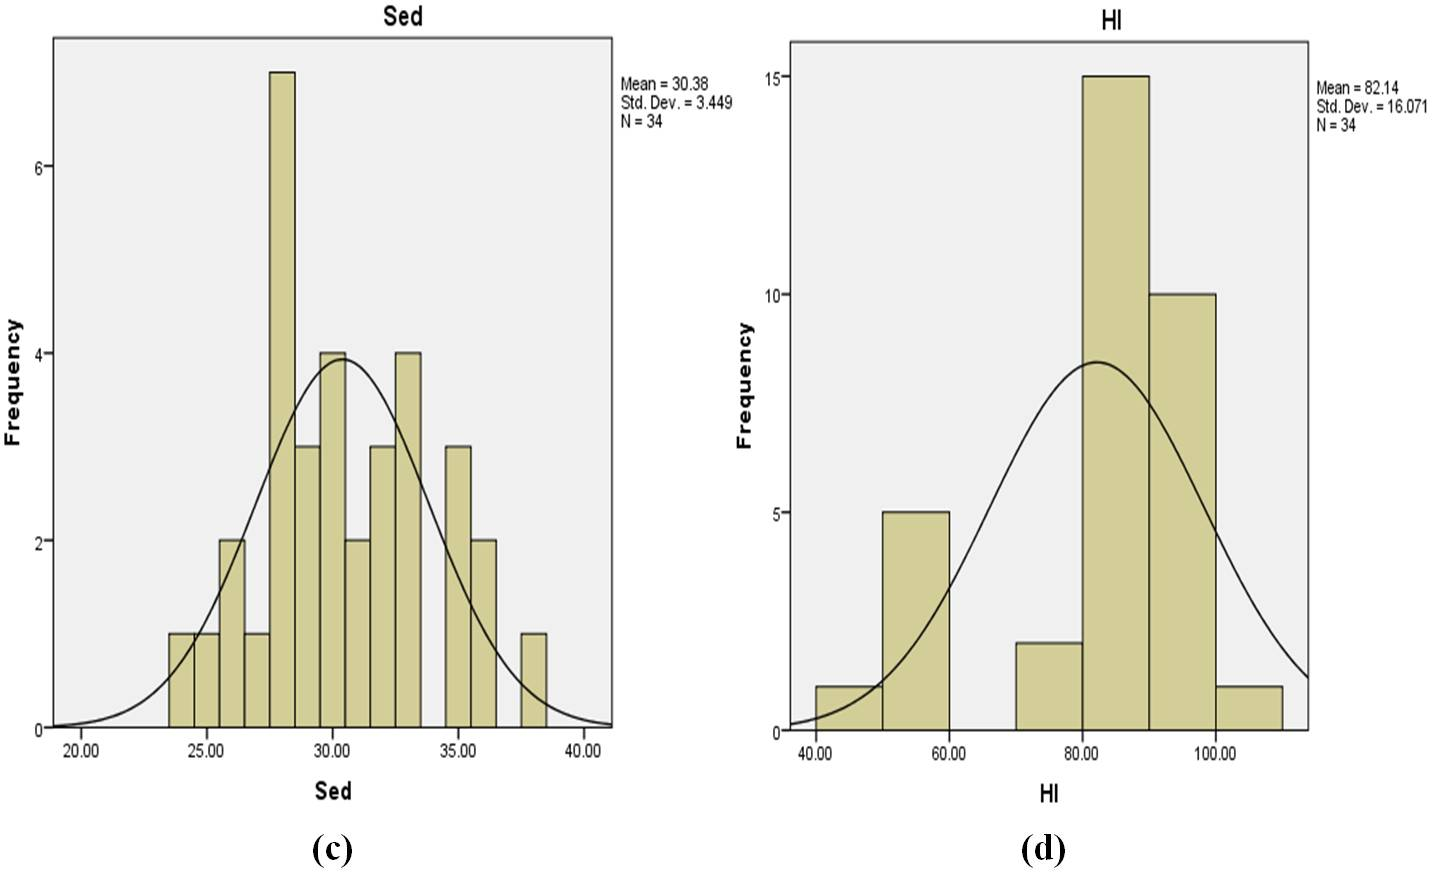 Sed
Mean = 30.38
Std. Dev. = 3.449
N = 34
Frequency
6
4
2
0
20.00 25.00 30.00 35.00 40.00
Sed
(c)
HI
Mean = 82.14
Std. Dev. = 16.071
N = 34
Frequency
15
10
5
0
40.00 60.00 80.00 100.00
HI
(d)